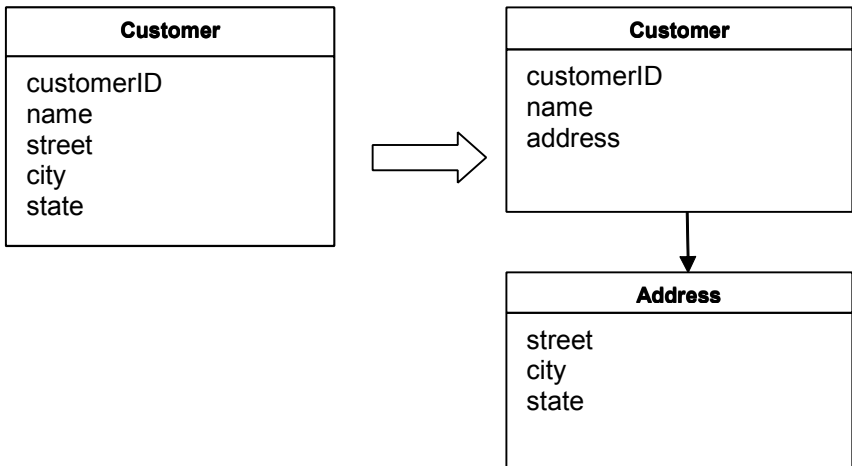 Customer
customerID
name
street
city
state
Customer
customerID
name
address
Address
street
city
state